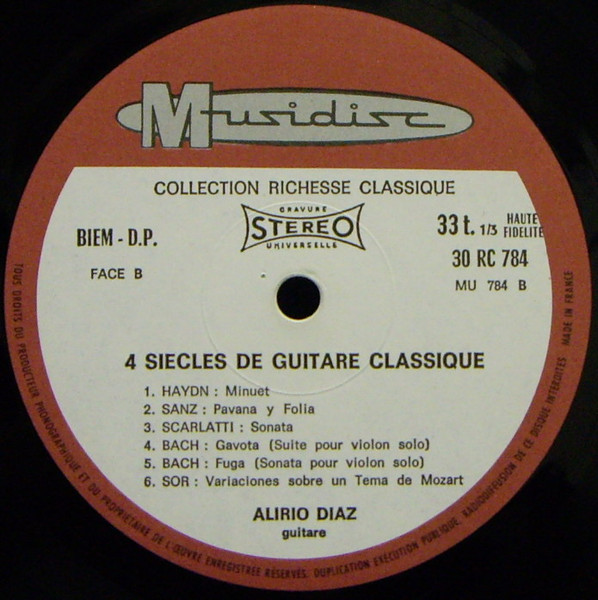 Musidisc
COLLECTION RICHESSE CLASSIQUE
GRAVURE
STEREO
UNIVERSELLE
BIEM - D.P.
FACE B
33 t. 1/3 HAUTE FIDELITE
30 RC 784
MU 784 B
4 SIECLES DE GUITARE CLASSIQUE
1. HAYDN : Minuet
2. SANZ : Pavana y Folia
3. SCARLATTI : Sonata
4. BACH : Gavota (Suite pour violon solo)
5. BACH : Fuga (Sonata pour violon solo)
6. SOR : Variaciones sobre un Tema de Mozart
ALIRIO DIAZ
guitare
TOUS DROITS DU PRODUCTEUR PHONOGRAPHIQUE ET DU PROPRIETAIRE DE L'ŒUVRE ENREGISTREE RESERVES. DUPLICATION EXECUTION PUBLIQUE, RADIODIFFUSION DE CE DISQUE INTERDITES MADE IN FRANCE